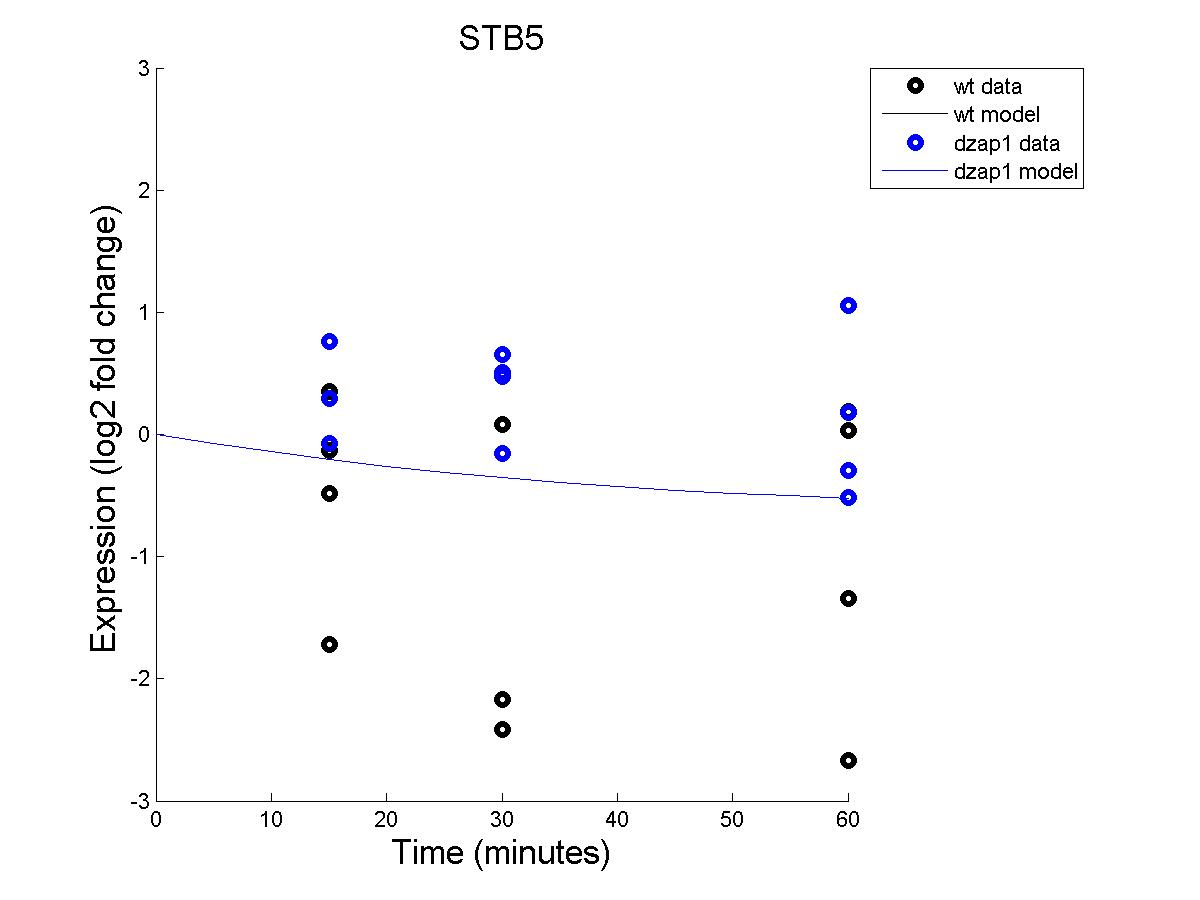 STB5
wt data
wt model
dzap1 data
dzap1 model
Expression (log2 fold change)
3
2
1
0
-1
-2
-3
0 10 20 30 40 50 60
Time (minutes)